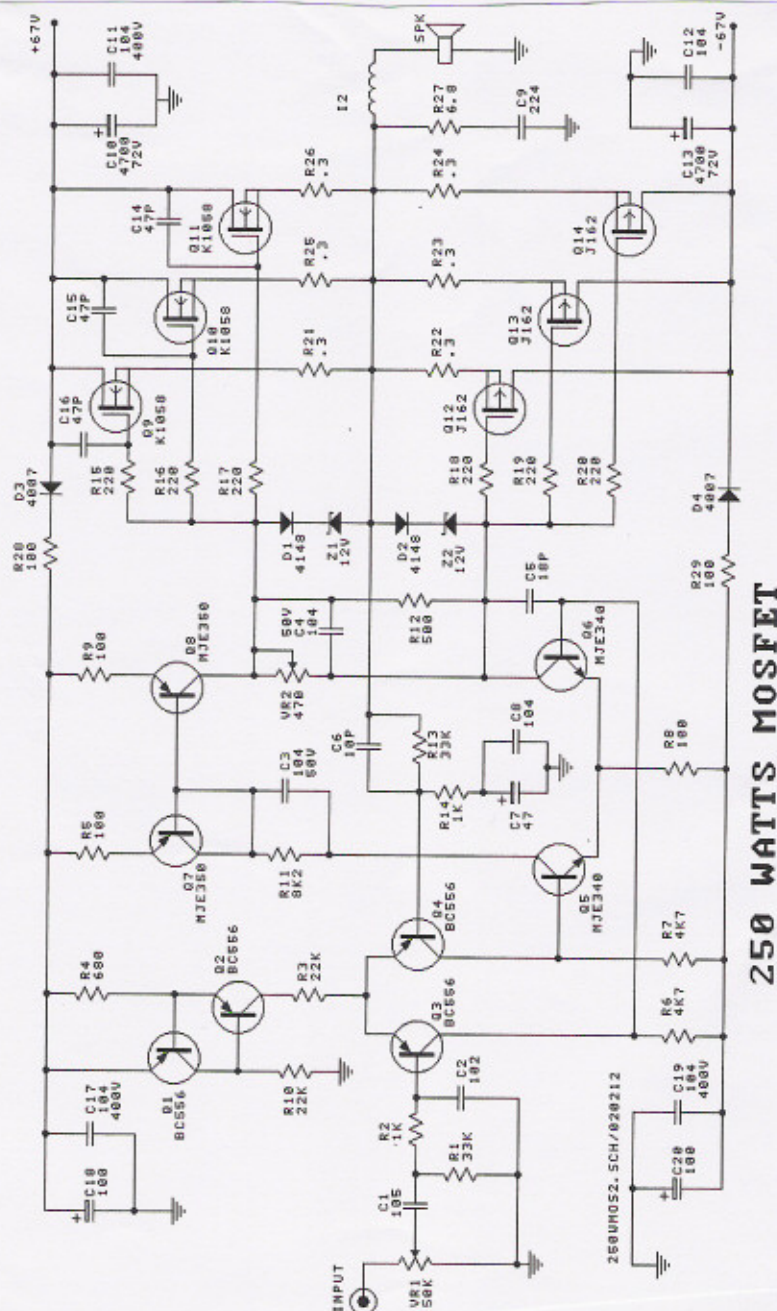 +67V
C11
104
400V
C10
4700
72V
I2
SPK
R27
6.8
C9
224
C12
104
-67V
C13
4700
72V
C14
47P
Q11
K1058
R26
.3
R24
.3
Q14
J162
C15
47P
Q10
K1058
R25
.3
R23
.3
Q13
J162
C16
47P
Q9
K1058
R21
.3
R22
.3
Q12
J162
D3
4007
R15
220
R16
220
R17
220
R18
220
R19
220
R20
220
D4
4007
R28
100
D1
4148
Z1
12V
D2
4148
Z2
12V
R29
100
R9
100
Q8
MJE350
50V
C4
104
VR2
470
R12
500
C5
18P
Q6
MJE340
R5
100
Q7
MJE350
C3
104
50V
R11
8K2
C6
10P
R13
33K
R14
1K
C8
104
C7
47
R8
100
Q5
MJE340
R4
680
Q2
BC556
R3
22K
Q4
BC556
R7
4K7
Q1
BC556
R10
22K
Q3
BC556
R6
4K7
C17
104
400V
C18
100
R2
1K
C2
102
R1
33K
C1
105
INPUT
VR1
50K
C19
104
400V
C20
100
250WMOS2.SCH/020212
250 WATTS MOSFET